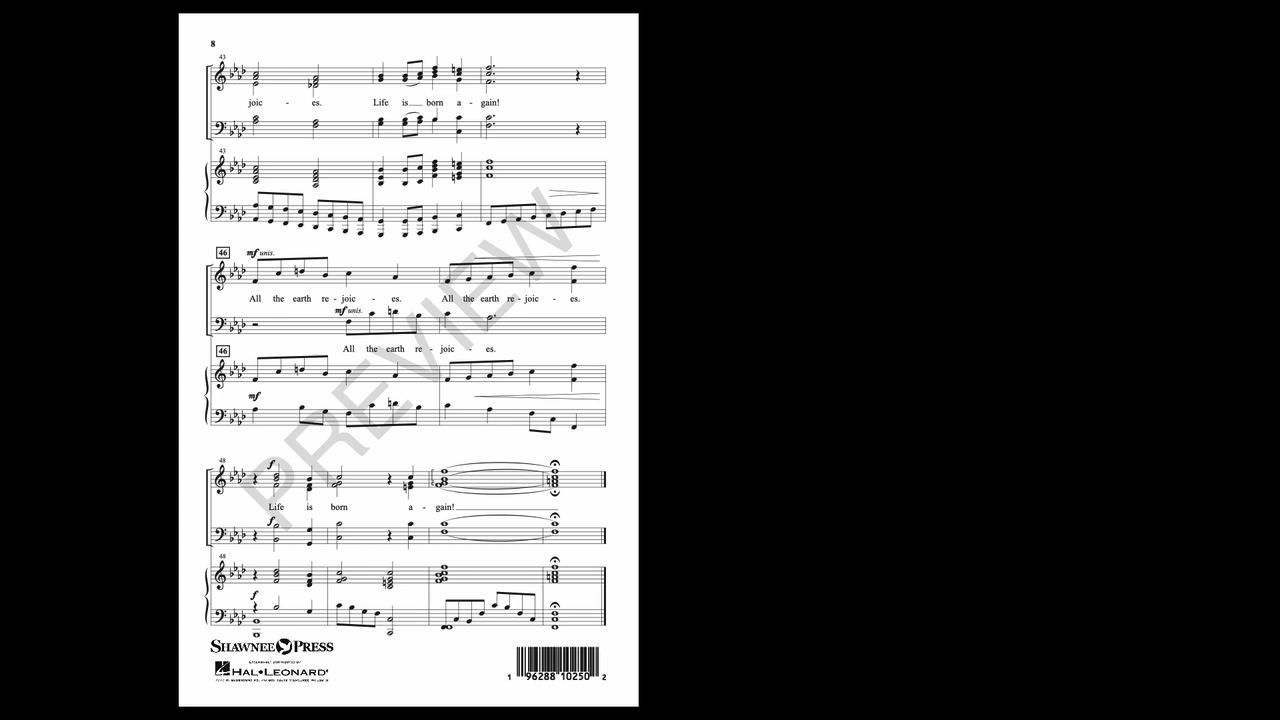 8
43
joic - es. Life is born a - gain!
43
46 mf unis.
All the earth re - joic - es. All the earth re - joic - es.
mf unis.
46 All the earth re - joic - es.
mf
PREVIEW
48
f
Life is born a - gain!
f
48
f
SHAWNEE PRESS
HAL•LEONARD
1 96288 10250 2